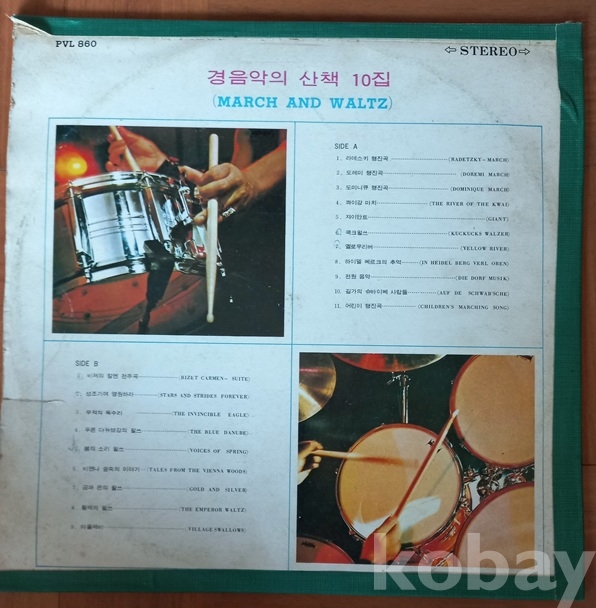 PVL 860
⇦ STEREO ⇨
경음악의 산책 10집
(MARCH AND WALTZ)
SIDE A
1. 라데스키 행진곡 (RADETZKY-MARCH)
2. 도레미 행진곡 (DOREMI MARCH)
3. 도미니큐 행진곡 (DOMINIQUE MARCH)
4. 콰이강 마치 (THE RIVER OF THE KWAI)
5. 자이안트 (GIANT)
6. 쿡크왈쓰 (KUCKUCKS WALZER)
7. 옐로우리버 (YELLOW RIVER)
8. 하이델 베르크의 추억 (IN HEIDEL BERG VERL OREN)
9. 전원 음악 (DIE DORF MUSIK)
10. 길가의 슈바이베 사람들 (AUF DE SCHWAB'SCHE)
11. 어린이 행진곡 (CHILDREN'S MARCHING SONG)
SIDE B
1. 비제의 칼멘 전주곡 (BIZET CARMEN- SUITE)
2. 성조기여 영원하라 (STARS AND STRIDES FOREVER)
3. 무적의 독수리 (THE INVINCIBLE EAGLE)
4. 푸른 다뉴브강의 왈쓰 (THE BLUE DANUBE)
5. 봄의 소리 왈쓰 (VOICES OF SPRING)
6. 비엔나 숲속의 이야기 (TALES FROM THE VIENNA WOODS)
7. 금과 은의 왈쓰 (GOLD AND SILVER)
8. 황제의 왈쓰 (THE EMPEROR WALTZ)
9. (VILLAGE SWALLOWS)
kobay